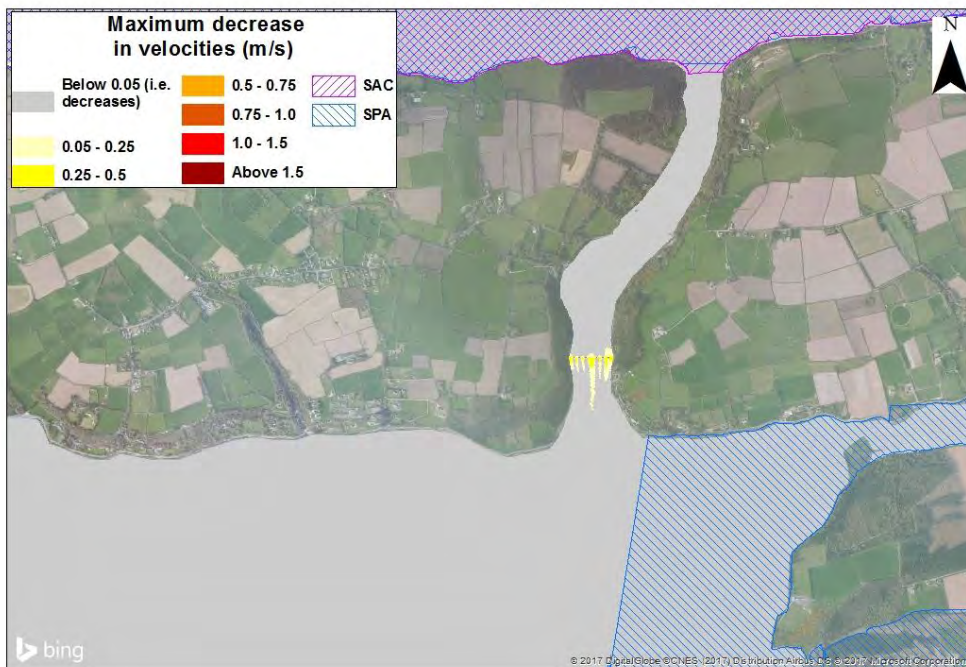 Maximum decrease
in velocities (m/s)
Below 0.05 (i.e.
decreases)
0.05 - 0.25
0.25 - 0.5
0.5 - 0.75
0.75 - 1.0
1.0 - 1.5
Above 1.5
SAC
SPA
N
bing
© 2017 DigitalGlobe ©CNES (2017) Distribution Airbus DS © 2017 Microsoft Corporation